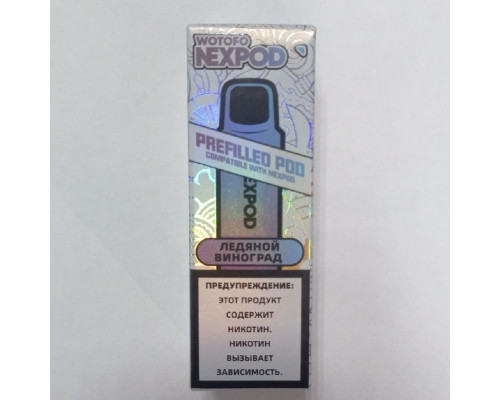 WOTOFO
NEXPOD
PREFILLED POD
COMPATIBLE WITH NEXPOD
NEXPOD
ЛЕДЯНОЙ
ВИНОГРАД
ПРЕДУПРЕЖДЕНИЕ:
ЭТОТ ПРОДУКТ
СОДЕРЖИТ
НИКОТИН.
НИКОТИН
ВЫЗЫВАЕТ
ЗАВИСИМОСТЬ.